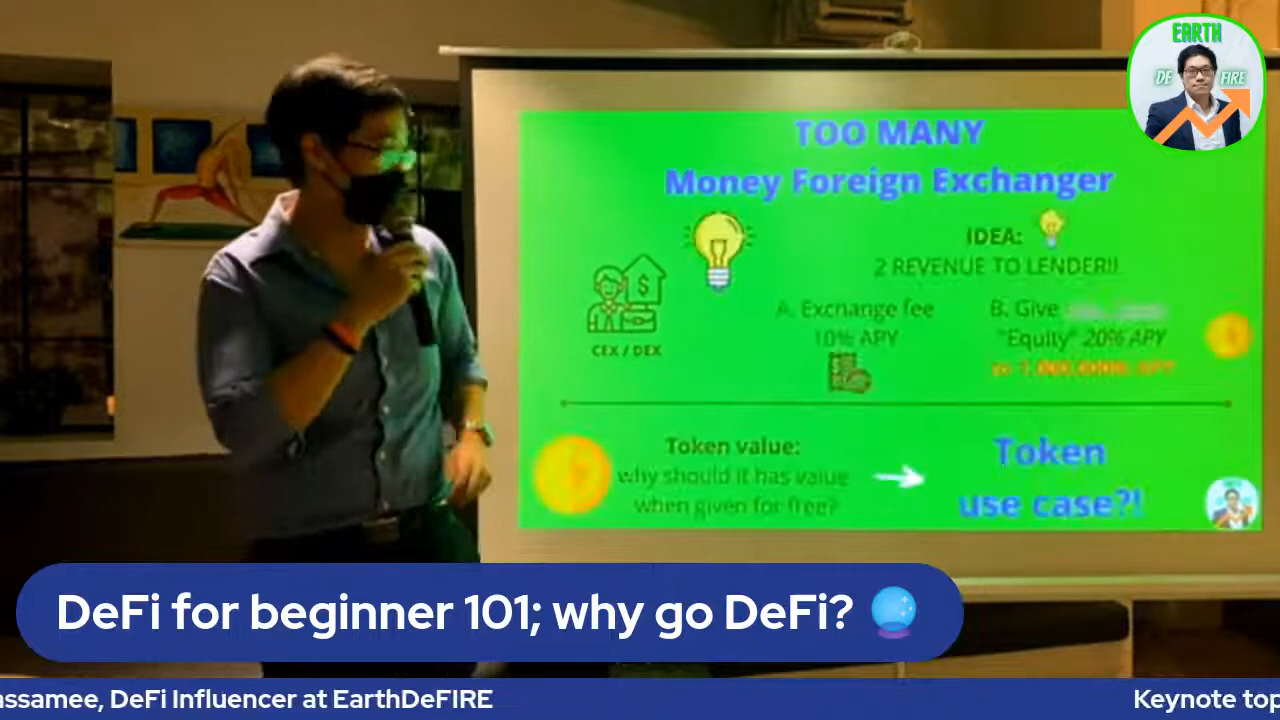 EARTH
DE FIRE
TOO MANY
Money Foreign Exchanger
IDEA:
2 REVENUE TO LENDER!!
A. Exchange fee
10% APY
B. Give
"Equity" 20% APY
CEX / DEX
Token value:
why should it has value
when given for free?
Token
use case?!
DeFi for beginner 101; why go DeFi?
assamee, DeFi Influencer at EarthDeFIRE
Keynote top